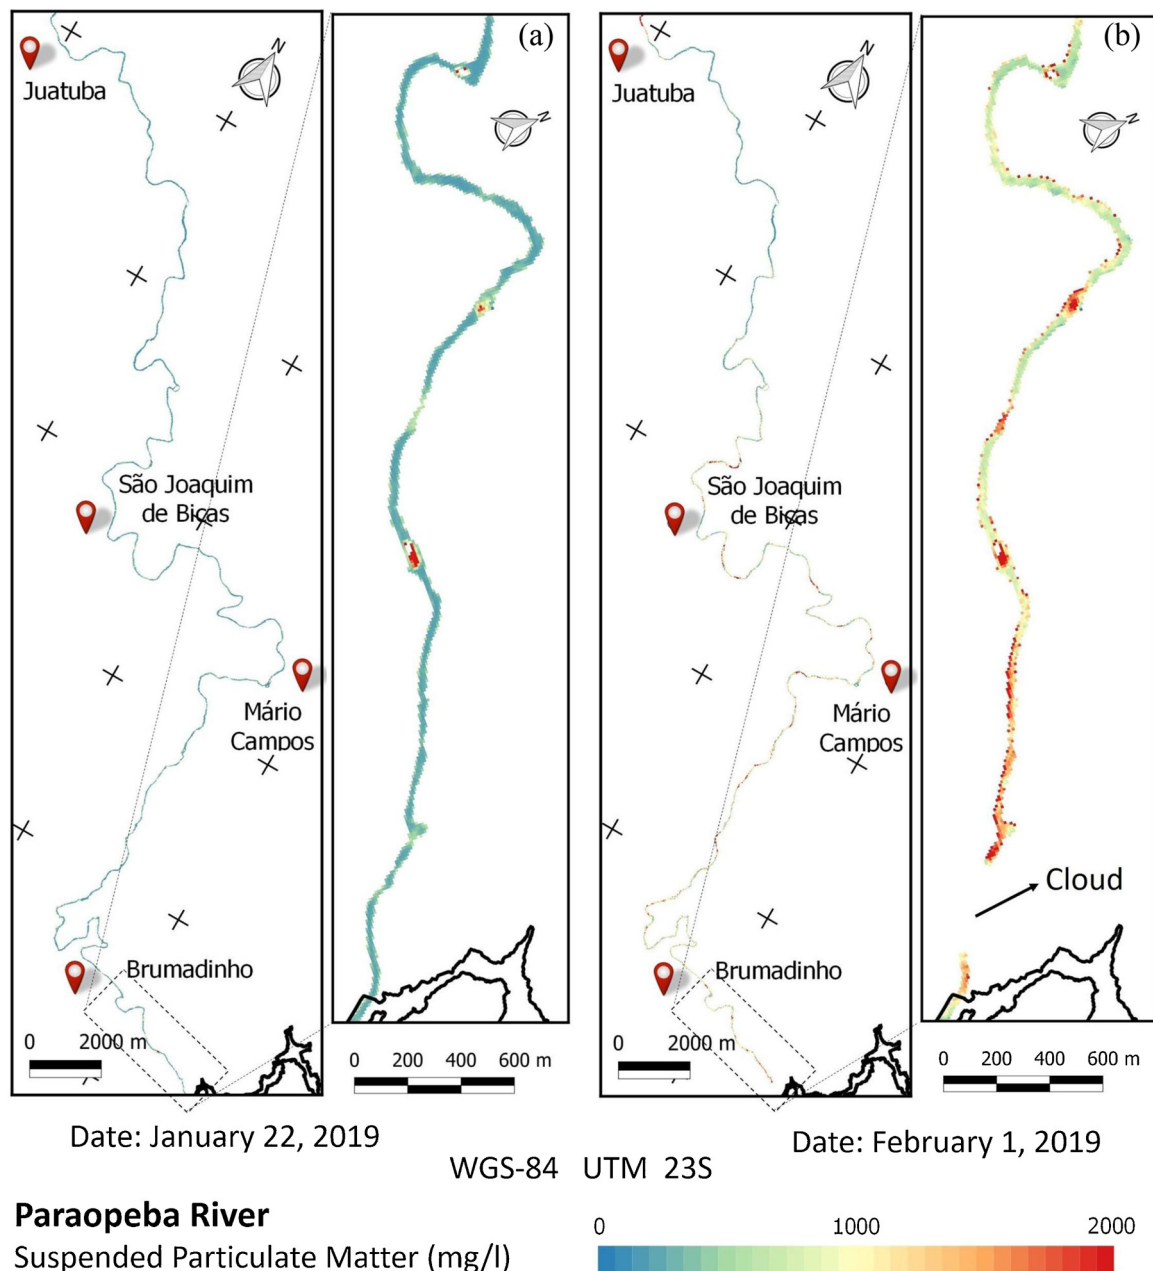 (a)
N
N
Juatuba
São Joaquim
de Biças
Mário
Campos
Brumadinho
0 2000 m
0 200 400 600 m
Date: January 22, 2019
(b)
N
N
Juatuba
São Joaquim
de Biças
Mário
Campos
Cloud
Brumadinho
0 2000 m
0 200 400 600 m
Date: February 1, 2019
WGS-84 UTM 23S
Paraopeba River
Suspended Particulate Matter (mg/l)
0 1000 2000